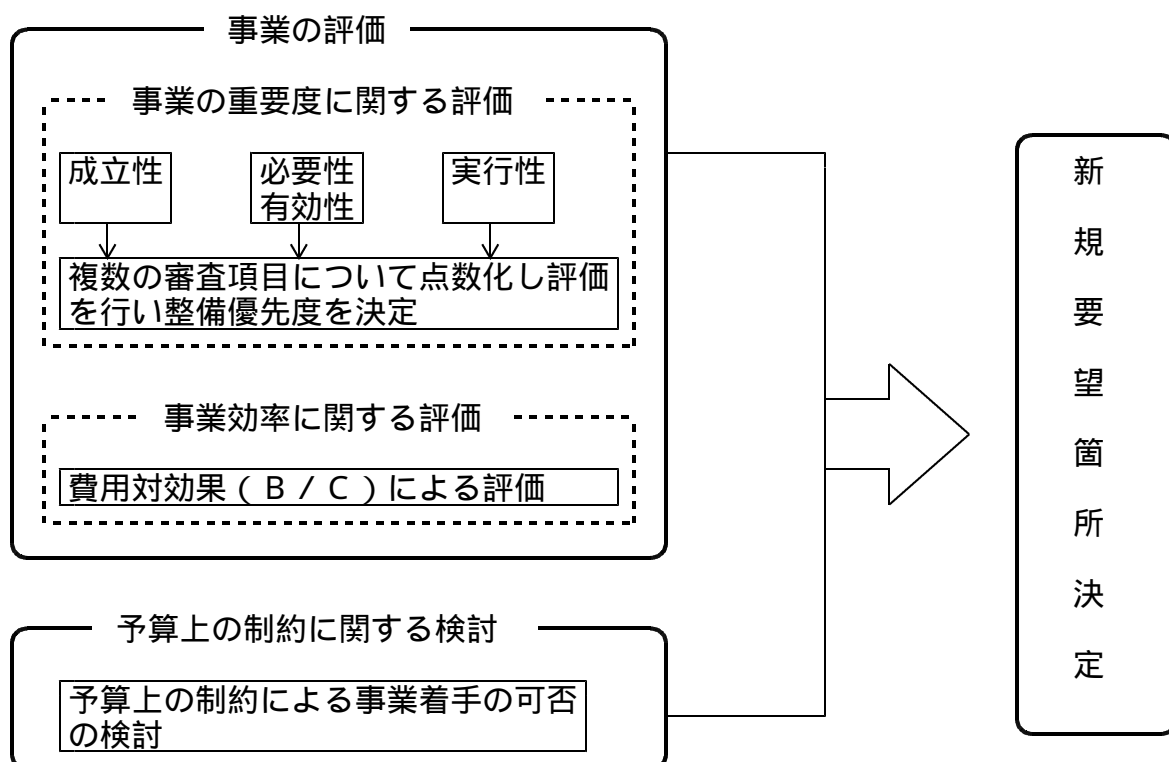 事業の評価
事業の重要度に関する評価
成立性
必要性
有効性
実行性
複数の審査項目について点数化し評価
を行い整備優先度を決定
事業効率に関する評価
費用対効果(B/C)による評価
予算上の制約に関する検討
予算上の制約による事業着手の可否
の検討
新規要望箇所決定